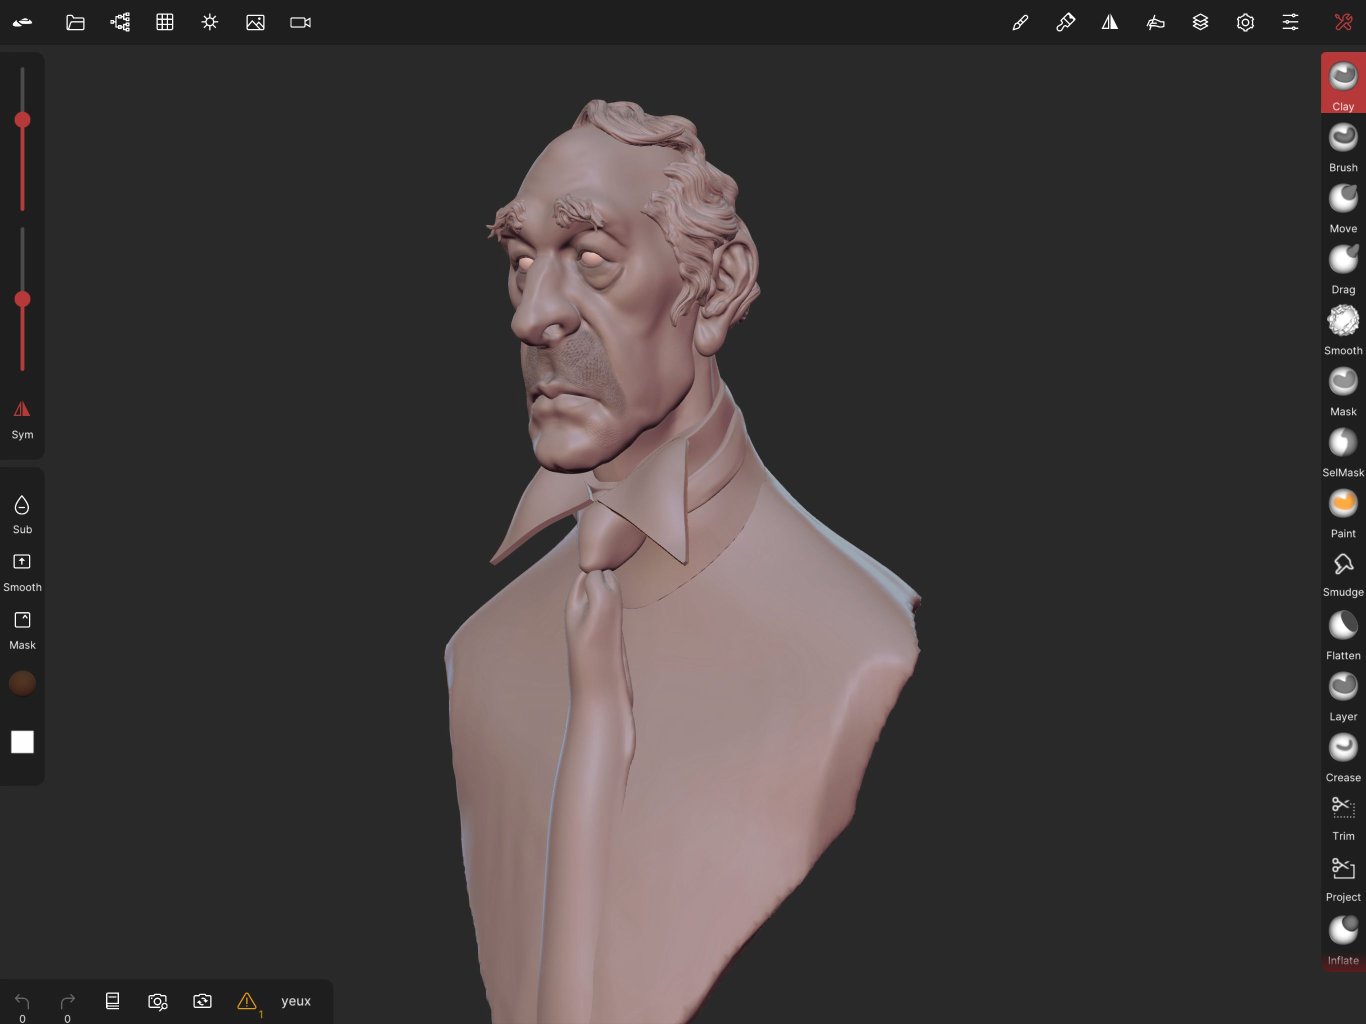 Sym
Sub
Smooth
Mask
Clay
Brush
Move
Drag
Smooth
Mask
SelMask
Paint
Smudge
Flatten
Layer
Crease
Trim
Project
Inflate
0
0
1
yeux